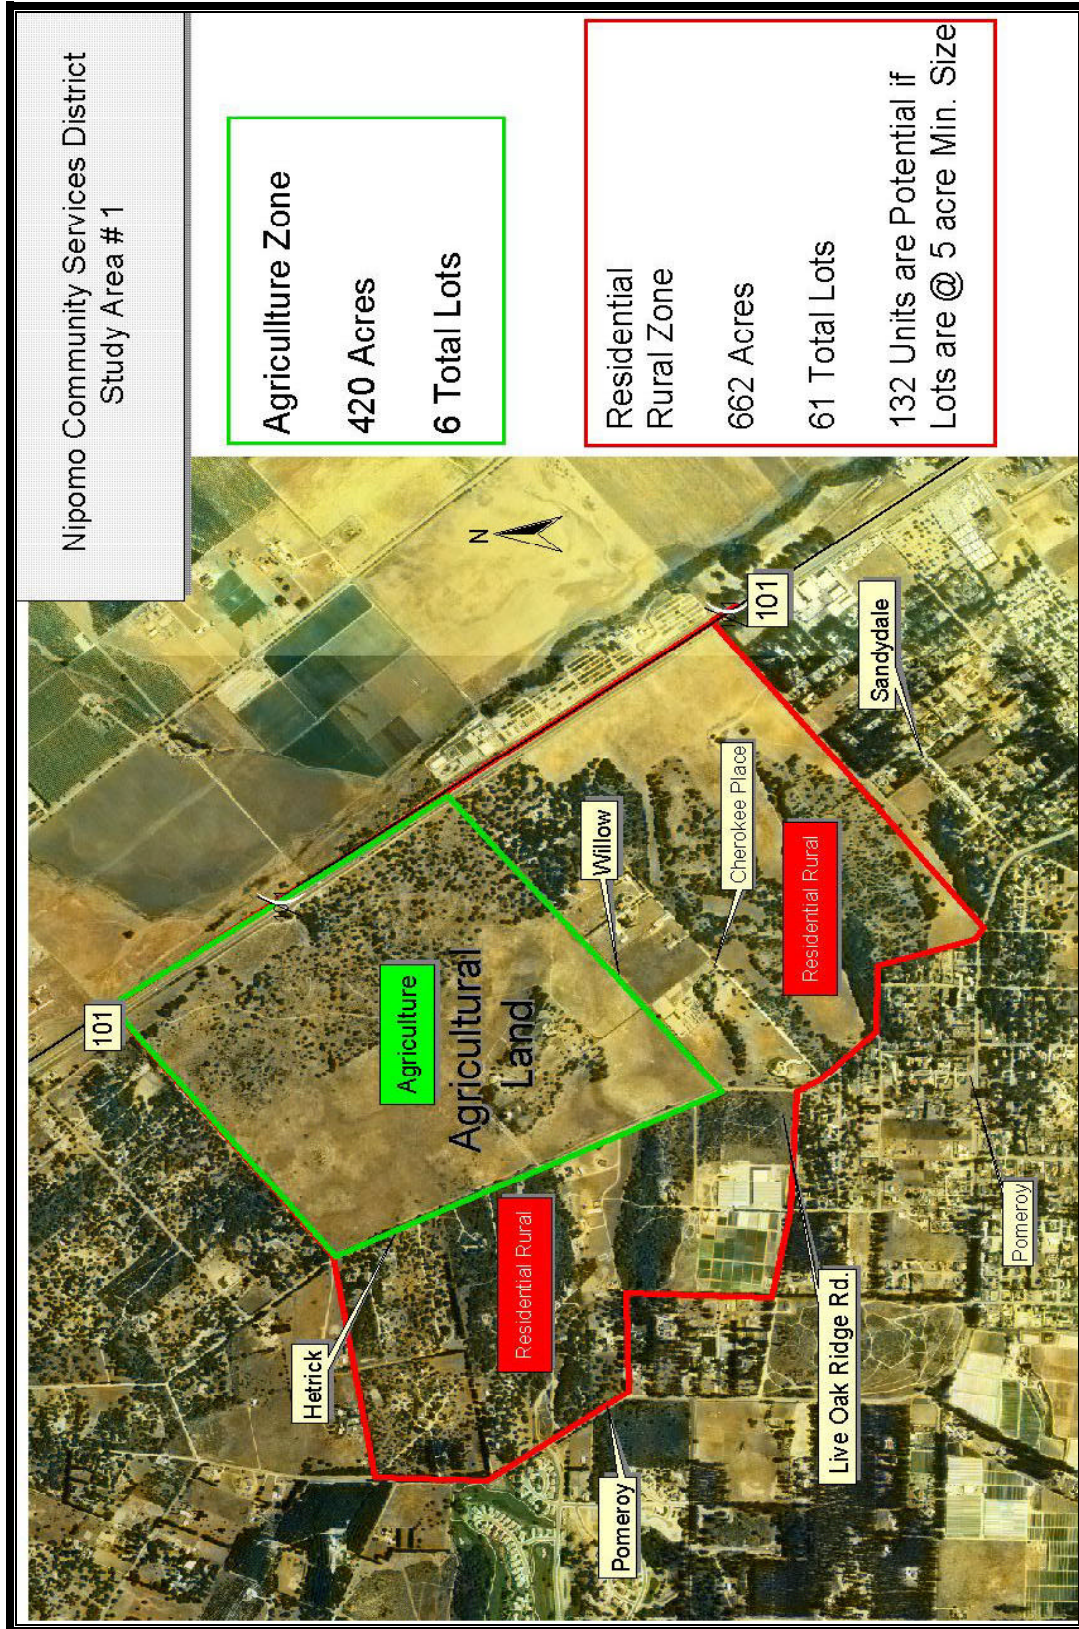 Nipomo Community Services District
Study Area # 1
Agricullture Zone
420 Acres
6 Total Lots
Residential
Rural Zone
662 Acres
61 Total Lots
132 Units are Potential if
Lots are @ 5 acre Min. Size
N
101
101
Agriculture
Agricultural
Land
Hetrick
Residential Rural
Willow
Cherokee Place
Residential Rural
Sandydale
Pomeroy
Live Oak Ridge Rd.
Pomeroy